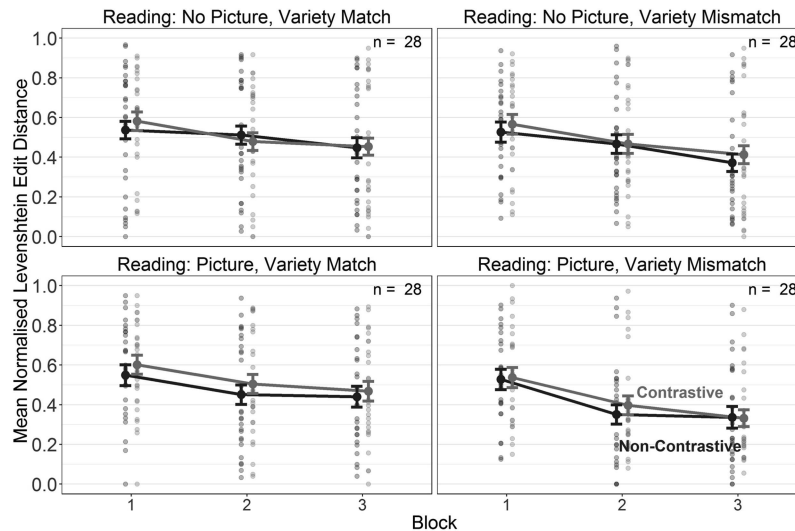 Reading: No Picture, Variety Match
Reading: No Picture, Variety Mismatch
n = 28
n = 28
1.0
0.8
0.6
0.4
0.2
0.0
Reading: Picture, Variety Match
Reading: Picture, Variety Mismatch
n = 28
n = 28
1.0
0.8
0.6
0.4
0.2
0.0
Contrastive
Non-Contrastive
1 2 3
1 2 3
Block
Mean Normalised Levenshtein Edit Distance